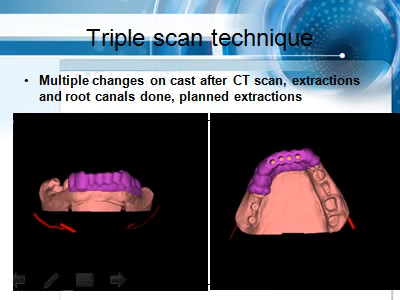 Triple scan technique
• Multiple changes on cast after CT scan, extractions
and root canals done, planned extractions